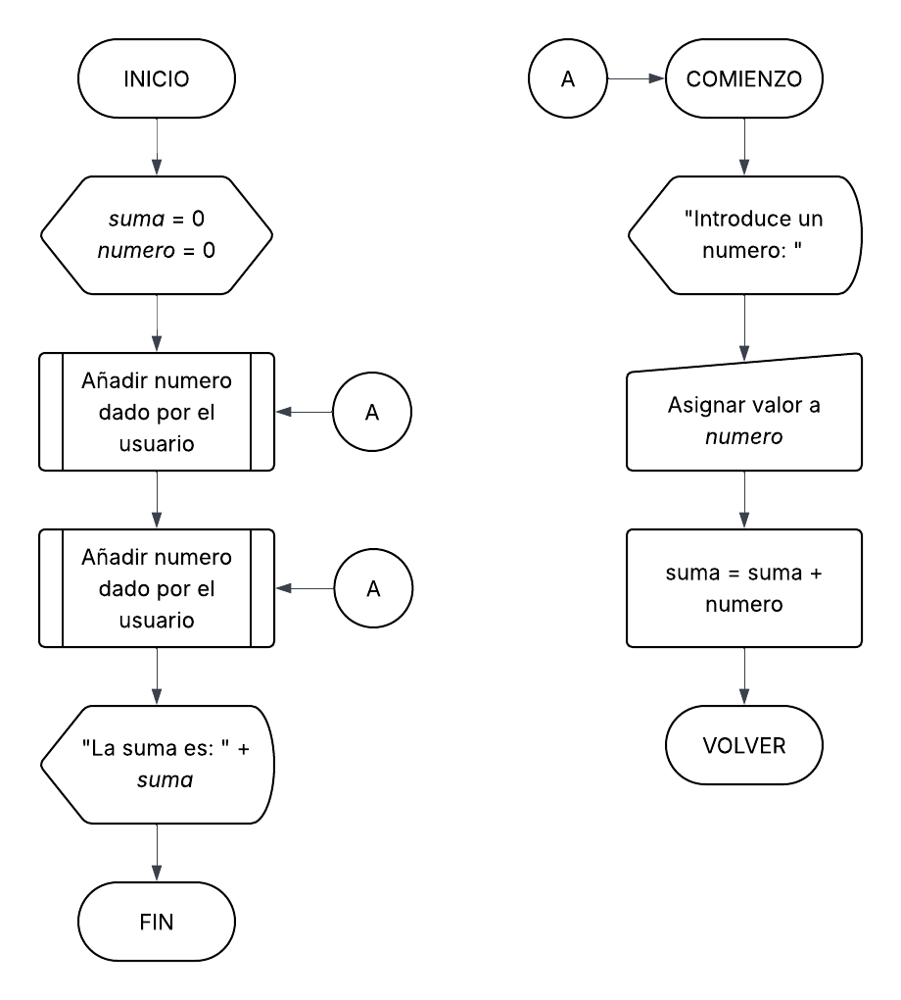 INICIO
suma = 0
numero = 0
Añadir numero
dado por el
usuario
A
Añadir numero
dado por el
usuario
A
"La suma es: " +
suma
FIN
A
COMIENZO
"Introduce un
numero: "
Asignar valor a
numero
suma = suma +
numero
VOLVER